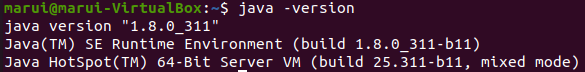 marui@marui-VirtualBox:~$ java -version
java version "1.8.0_311"
Java(TM) SE Runtime Environment (build 1.8.0_311-b11)
Java HotSpot(TM) 64-Bit Server VM (build 25.311-b11, mixed mode)